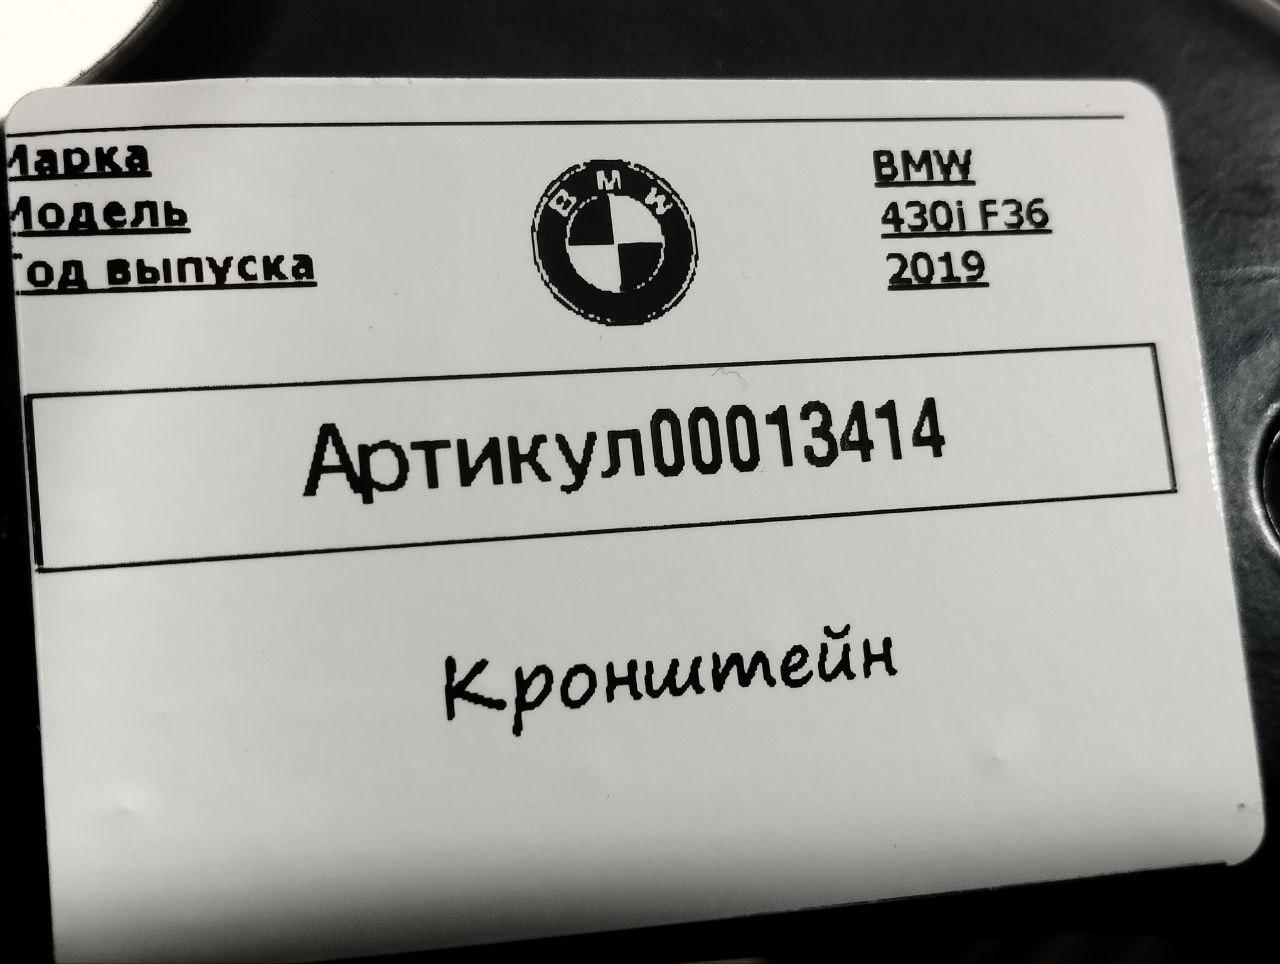 Марка BMW
Модель 430i F36
Год выпуска 2019
BMW
Артикул00013414
Кронштейн